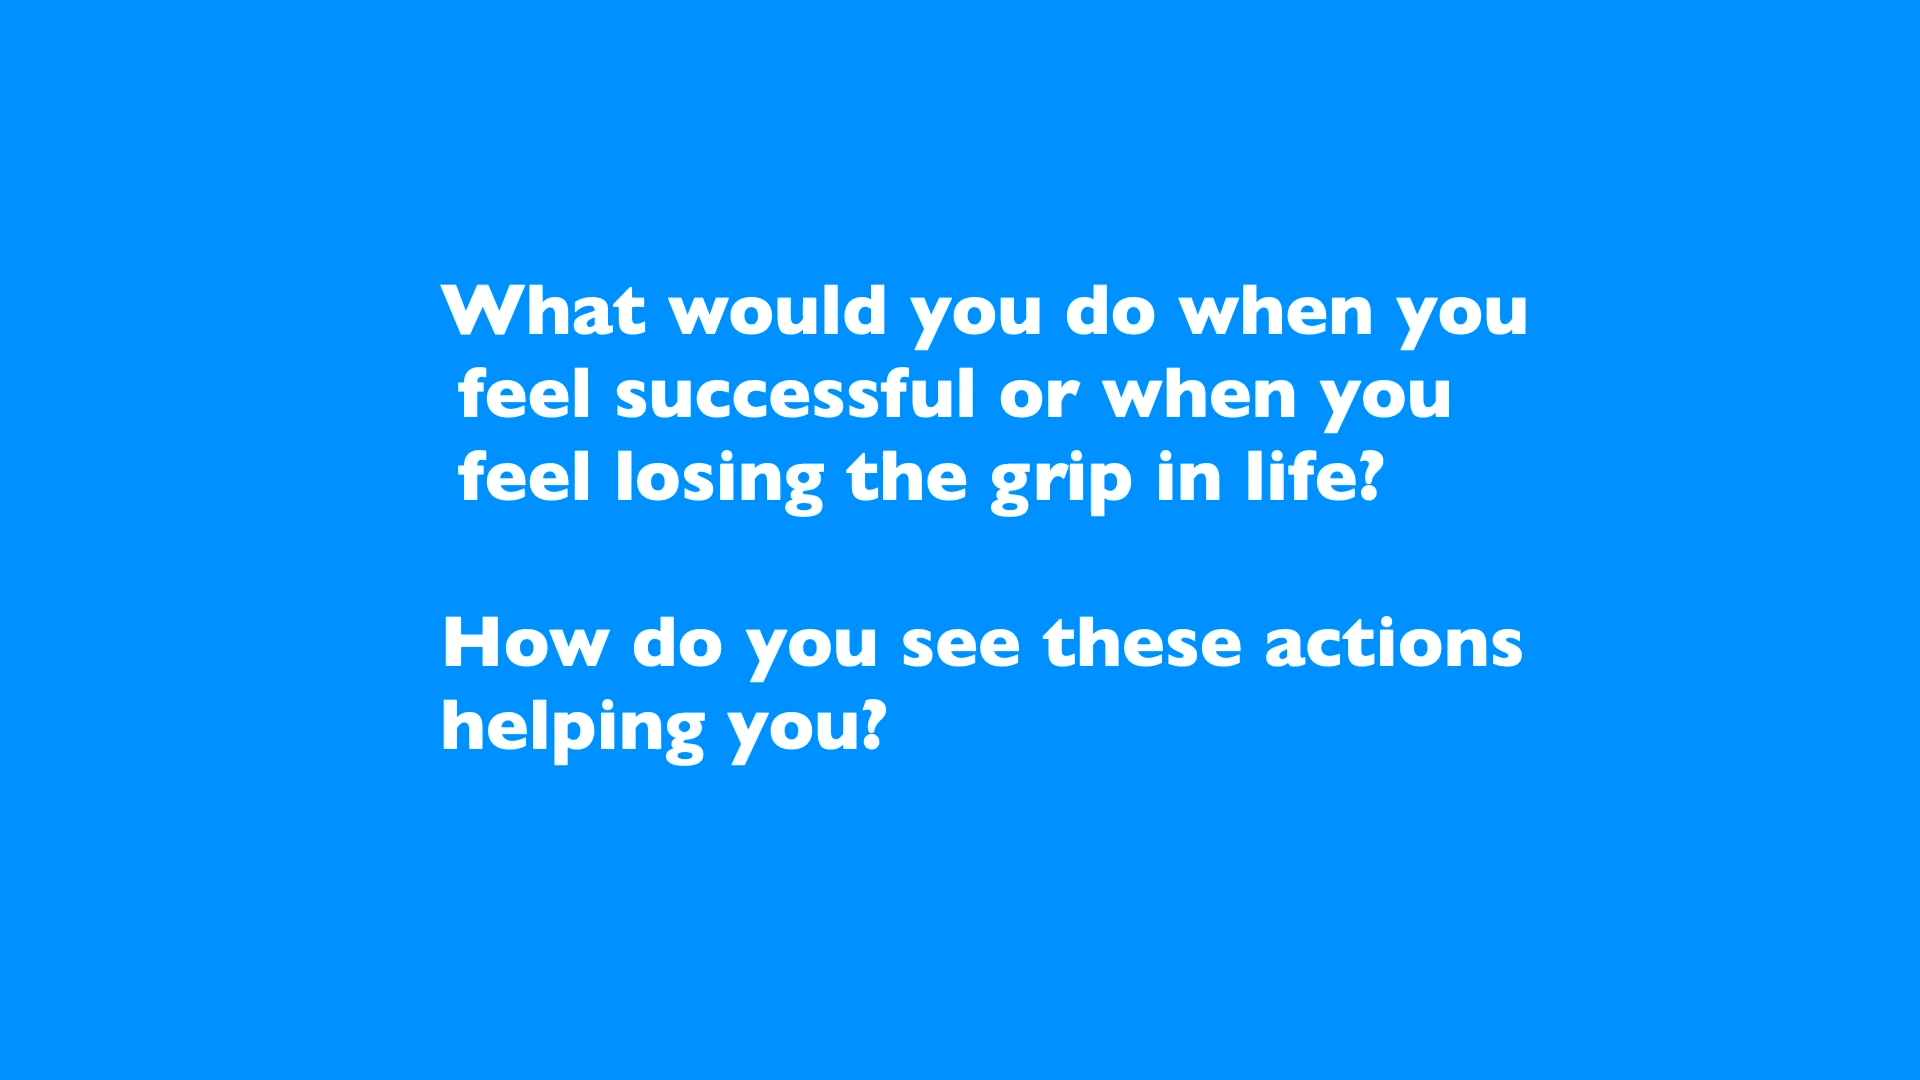 What would you do when you
feel successful or when you
feel losing the grip in life?
How do you see these actions
helping you?